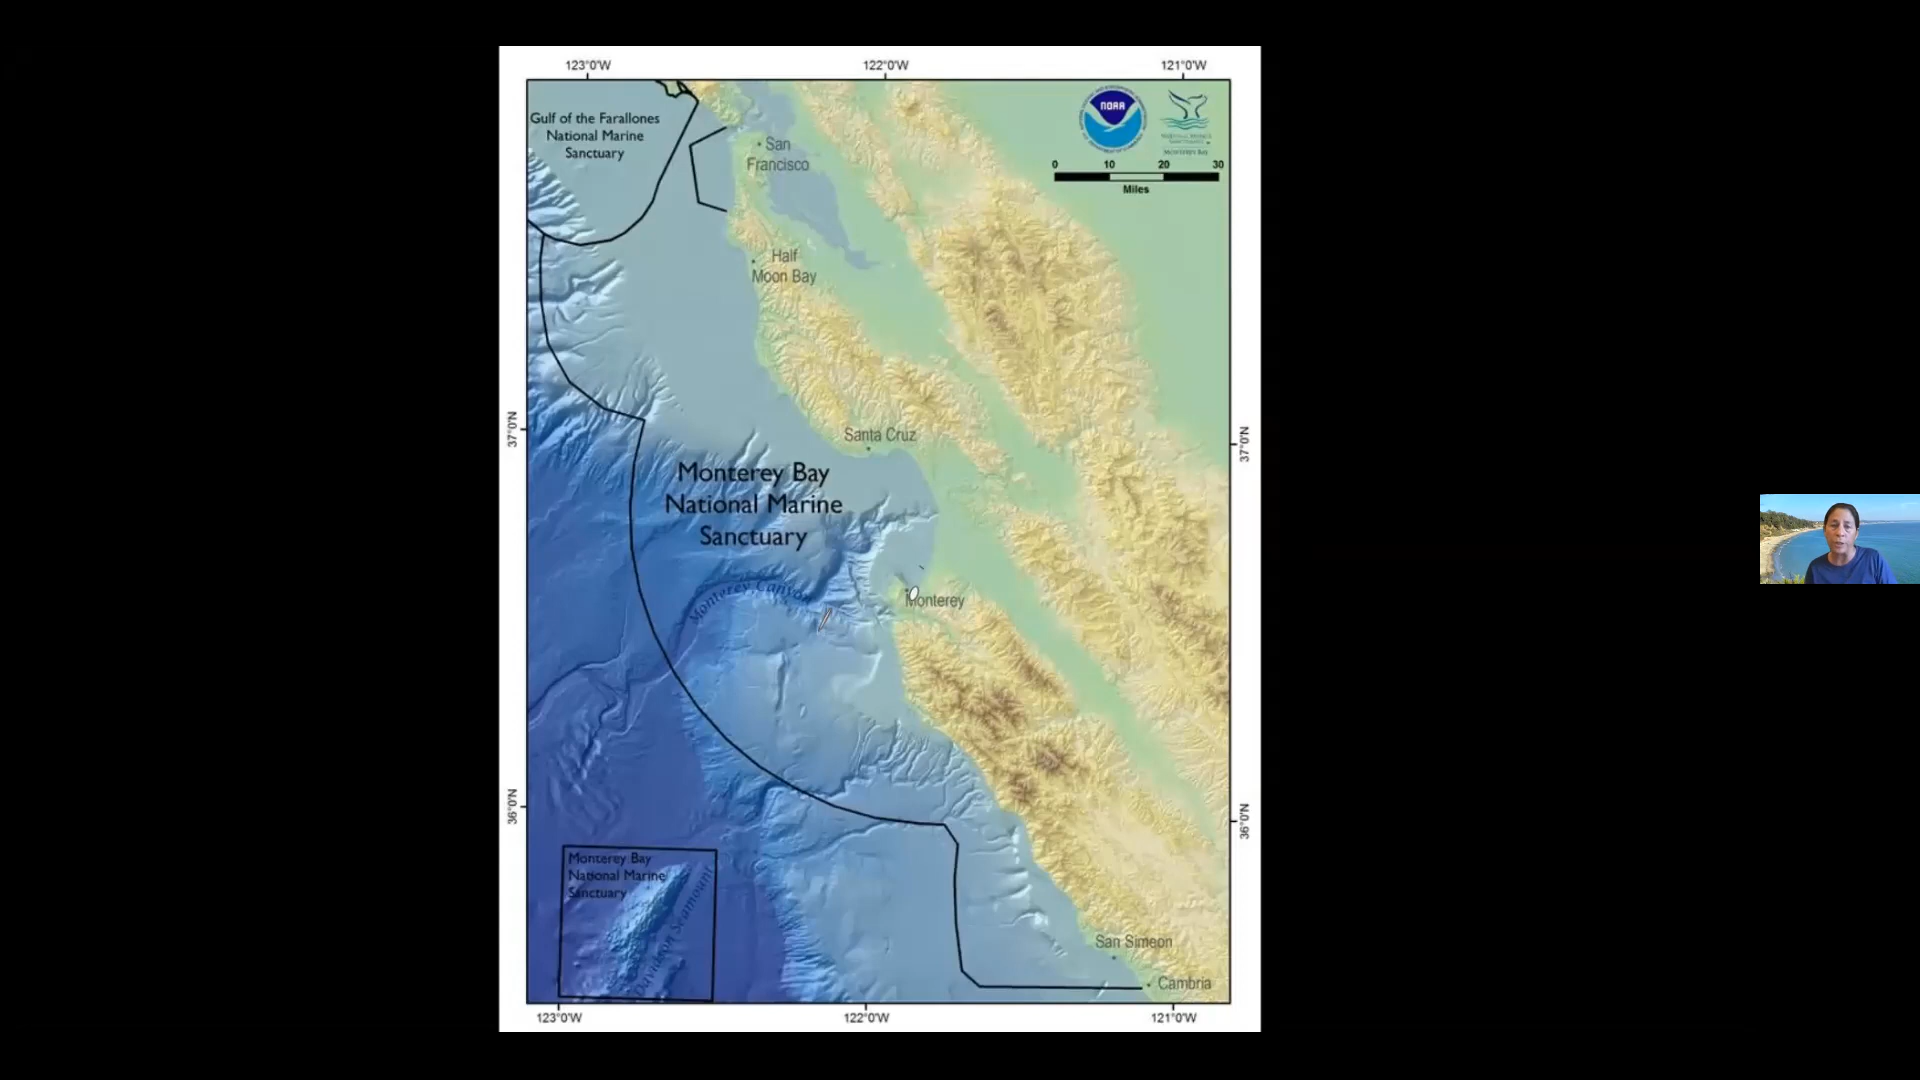 123°0'W
122°0'W
121°0'W
Gulf of the Farallones
National Marine
Sanctuary
NOAA
San
Francisco
MONTEREY BAY
0
10
20
30
Miles
Half
Moon Bay
37°0'N
37°0'N
Santa Cruz
Monterey Bay
National Marine
Sanctuary
Monterey Canyon
Monterey
36°0'N
36°0'N
Monterey Bay
National Marine
Sanctuary
Davidson Seamount
San Simeon
Cambria
123°0'W
122°0'W
121°0'W